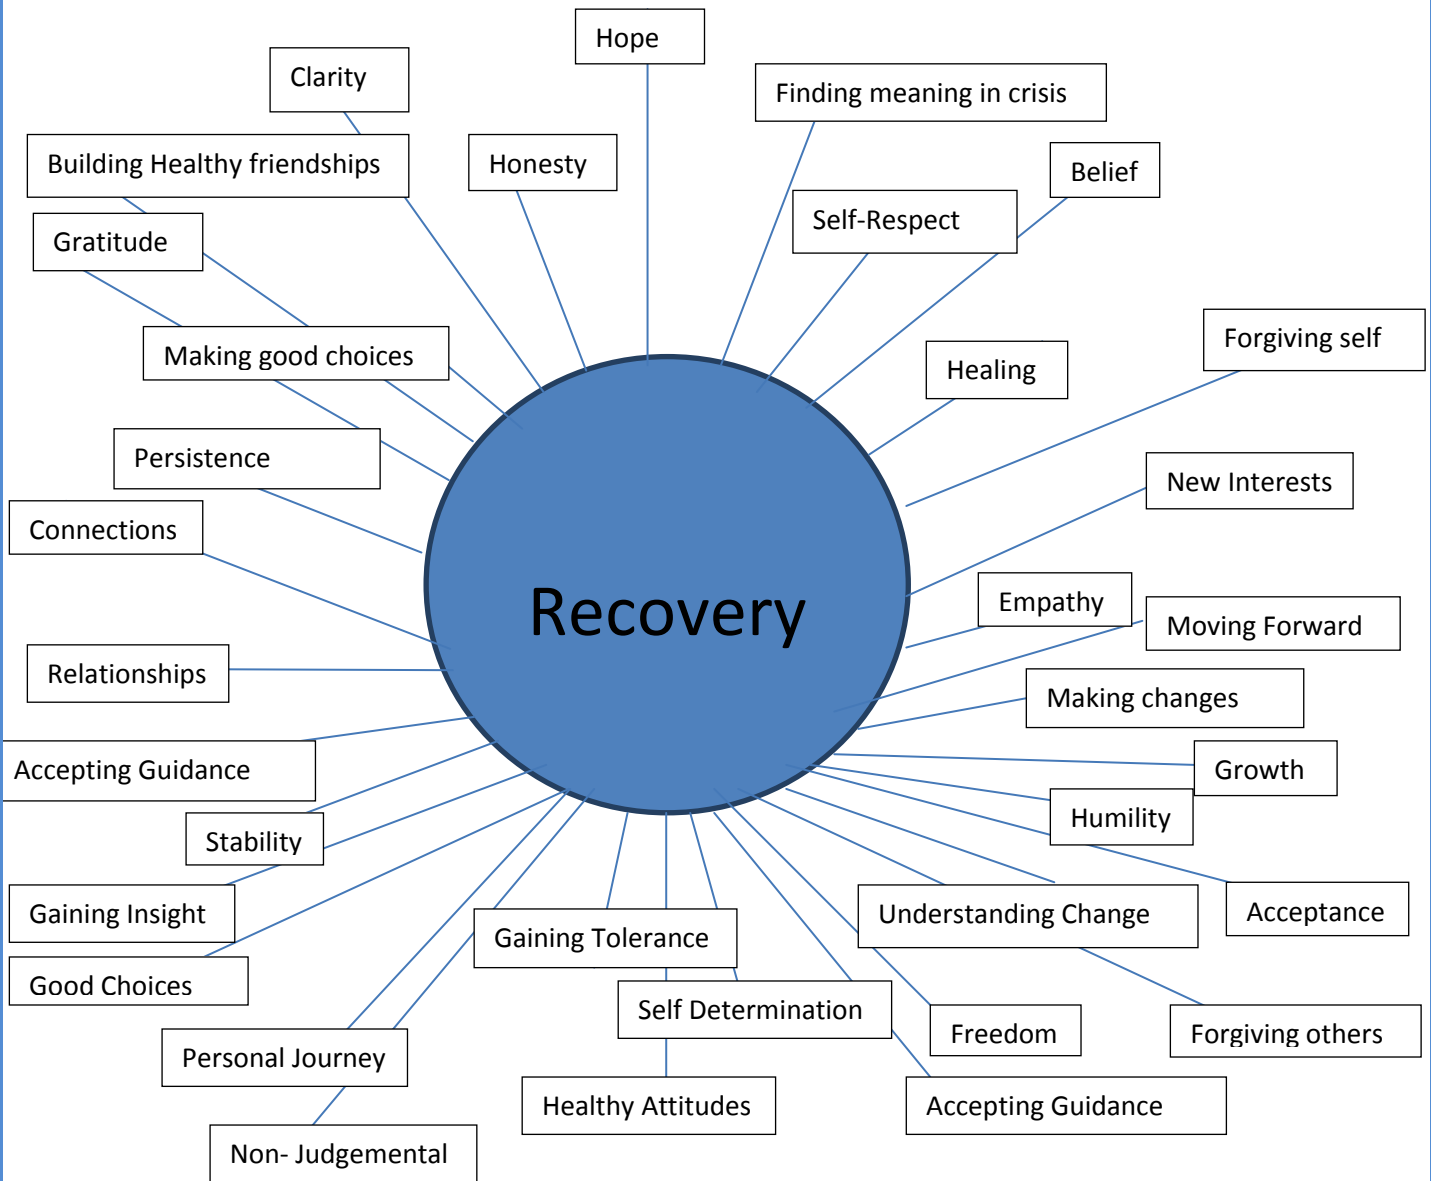 Hope
Clarity
Finding meaning in crisis
Building Healthy friendships
Honesty
Belief
Self-Respect
Gratitude
Forgiving self
Making good choices
Healing
Persistence
New Interests
Connections
Empathy
Recovery
Moving Forward
Relationships
Making changes
Accepting Guidance
Growth
Humility
Stability
Gaining Insight
Understanding Change
Acceptance
Gaining Tolerance
Good Choices
Self Determination
Freedom
Forgiving others
Personal Journey
Healthy Attitudes
Accepting Guidance
Non- Judgemental